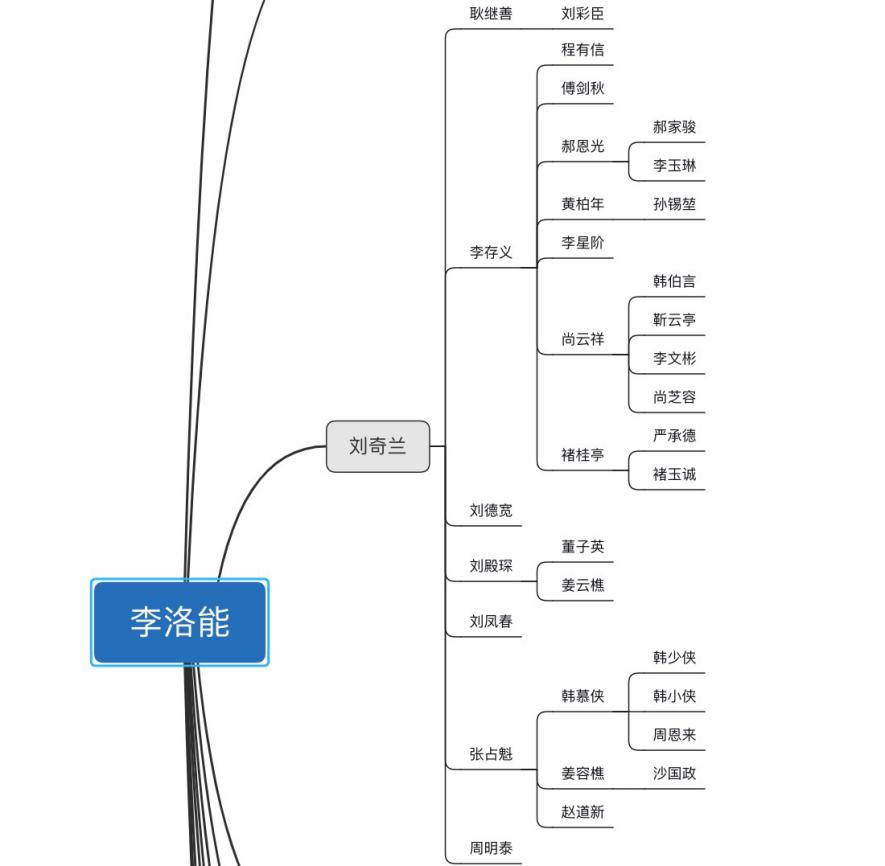 李洛能
刘奇兰
耿继善
刘彩臣
李存义
程有信
傅剑秋
郝恩光
郝家骏
李玉琳
黄柏年
孙锡堃
李星阶
尚云祥
韩伯言
靳云亭
李文彬
尚芝容
褚桂亭
严承德
褚玉诚
刘德宽
刘殿琛
董子英
姜云樵
刘凤春
张占魁
韩慕侠
韩少侠
韩小侠
周恩来
姜容樵
沙国政
赵道新
周明泰